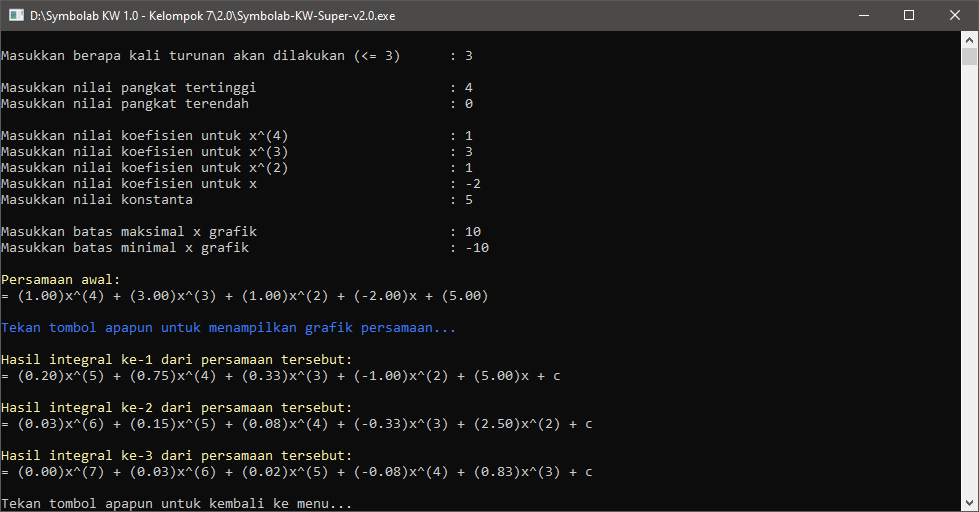 D:\Symbolab KW 1.0 - Kelompok 7\2.0\Symbolab-KW-Super-v2.0.exe
Masukkan berapa kali turunan akan dilakukan (<= 3) : 3
Masukkan nilai pangkat tertinggi : 4
Masukkan nilai pangkat terendah : 0
Masukkan nilai koefisien untuk x^(4) : 1
Masukkan nilai koefisien untuk x^(3) : 3
Masukkan nilai koefisien untuk x^(2) : 1
Masukkan nilai koefisien untuk x : -2
Masukkan nilai konstanta : 5
Masukkan batas maksimal x grafik : 10
Masukkan batas minimal x grafik : -10
Persamaan awal:
= (1.00)x^(4) + (3.00)x^(3) + (1.00)x^(2) + (-2.00)x + (5.00)
Tekan tombol apapun untuk menampilkan grafik persamaan...
Hasil integral ke-1 dari persamaan tersebut:
= (0.20)x^(5) + (0.75)x^(4) + (0.33)x^(3) + (-1.00)x^(2) + (5.00)x + c
Hasil integral ke-2 dari persamaan tersebut:
= (0.03)x^(6) + (0.15)x^(5) + (0.08)x^(4) + (-0.33)x^(3) + (2.50)x^(2) + c
Hasil integral ke-3 dari persamaan tersebut:
= (0.00)x^(7) + (0.03)x^(6) + (0.02)x^(5) + (-0.08)x^(4) + (0.83)x^(3) + c
Tekan tombol apapun untuk kembali ke menu...